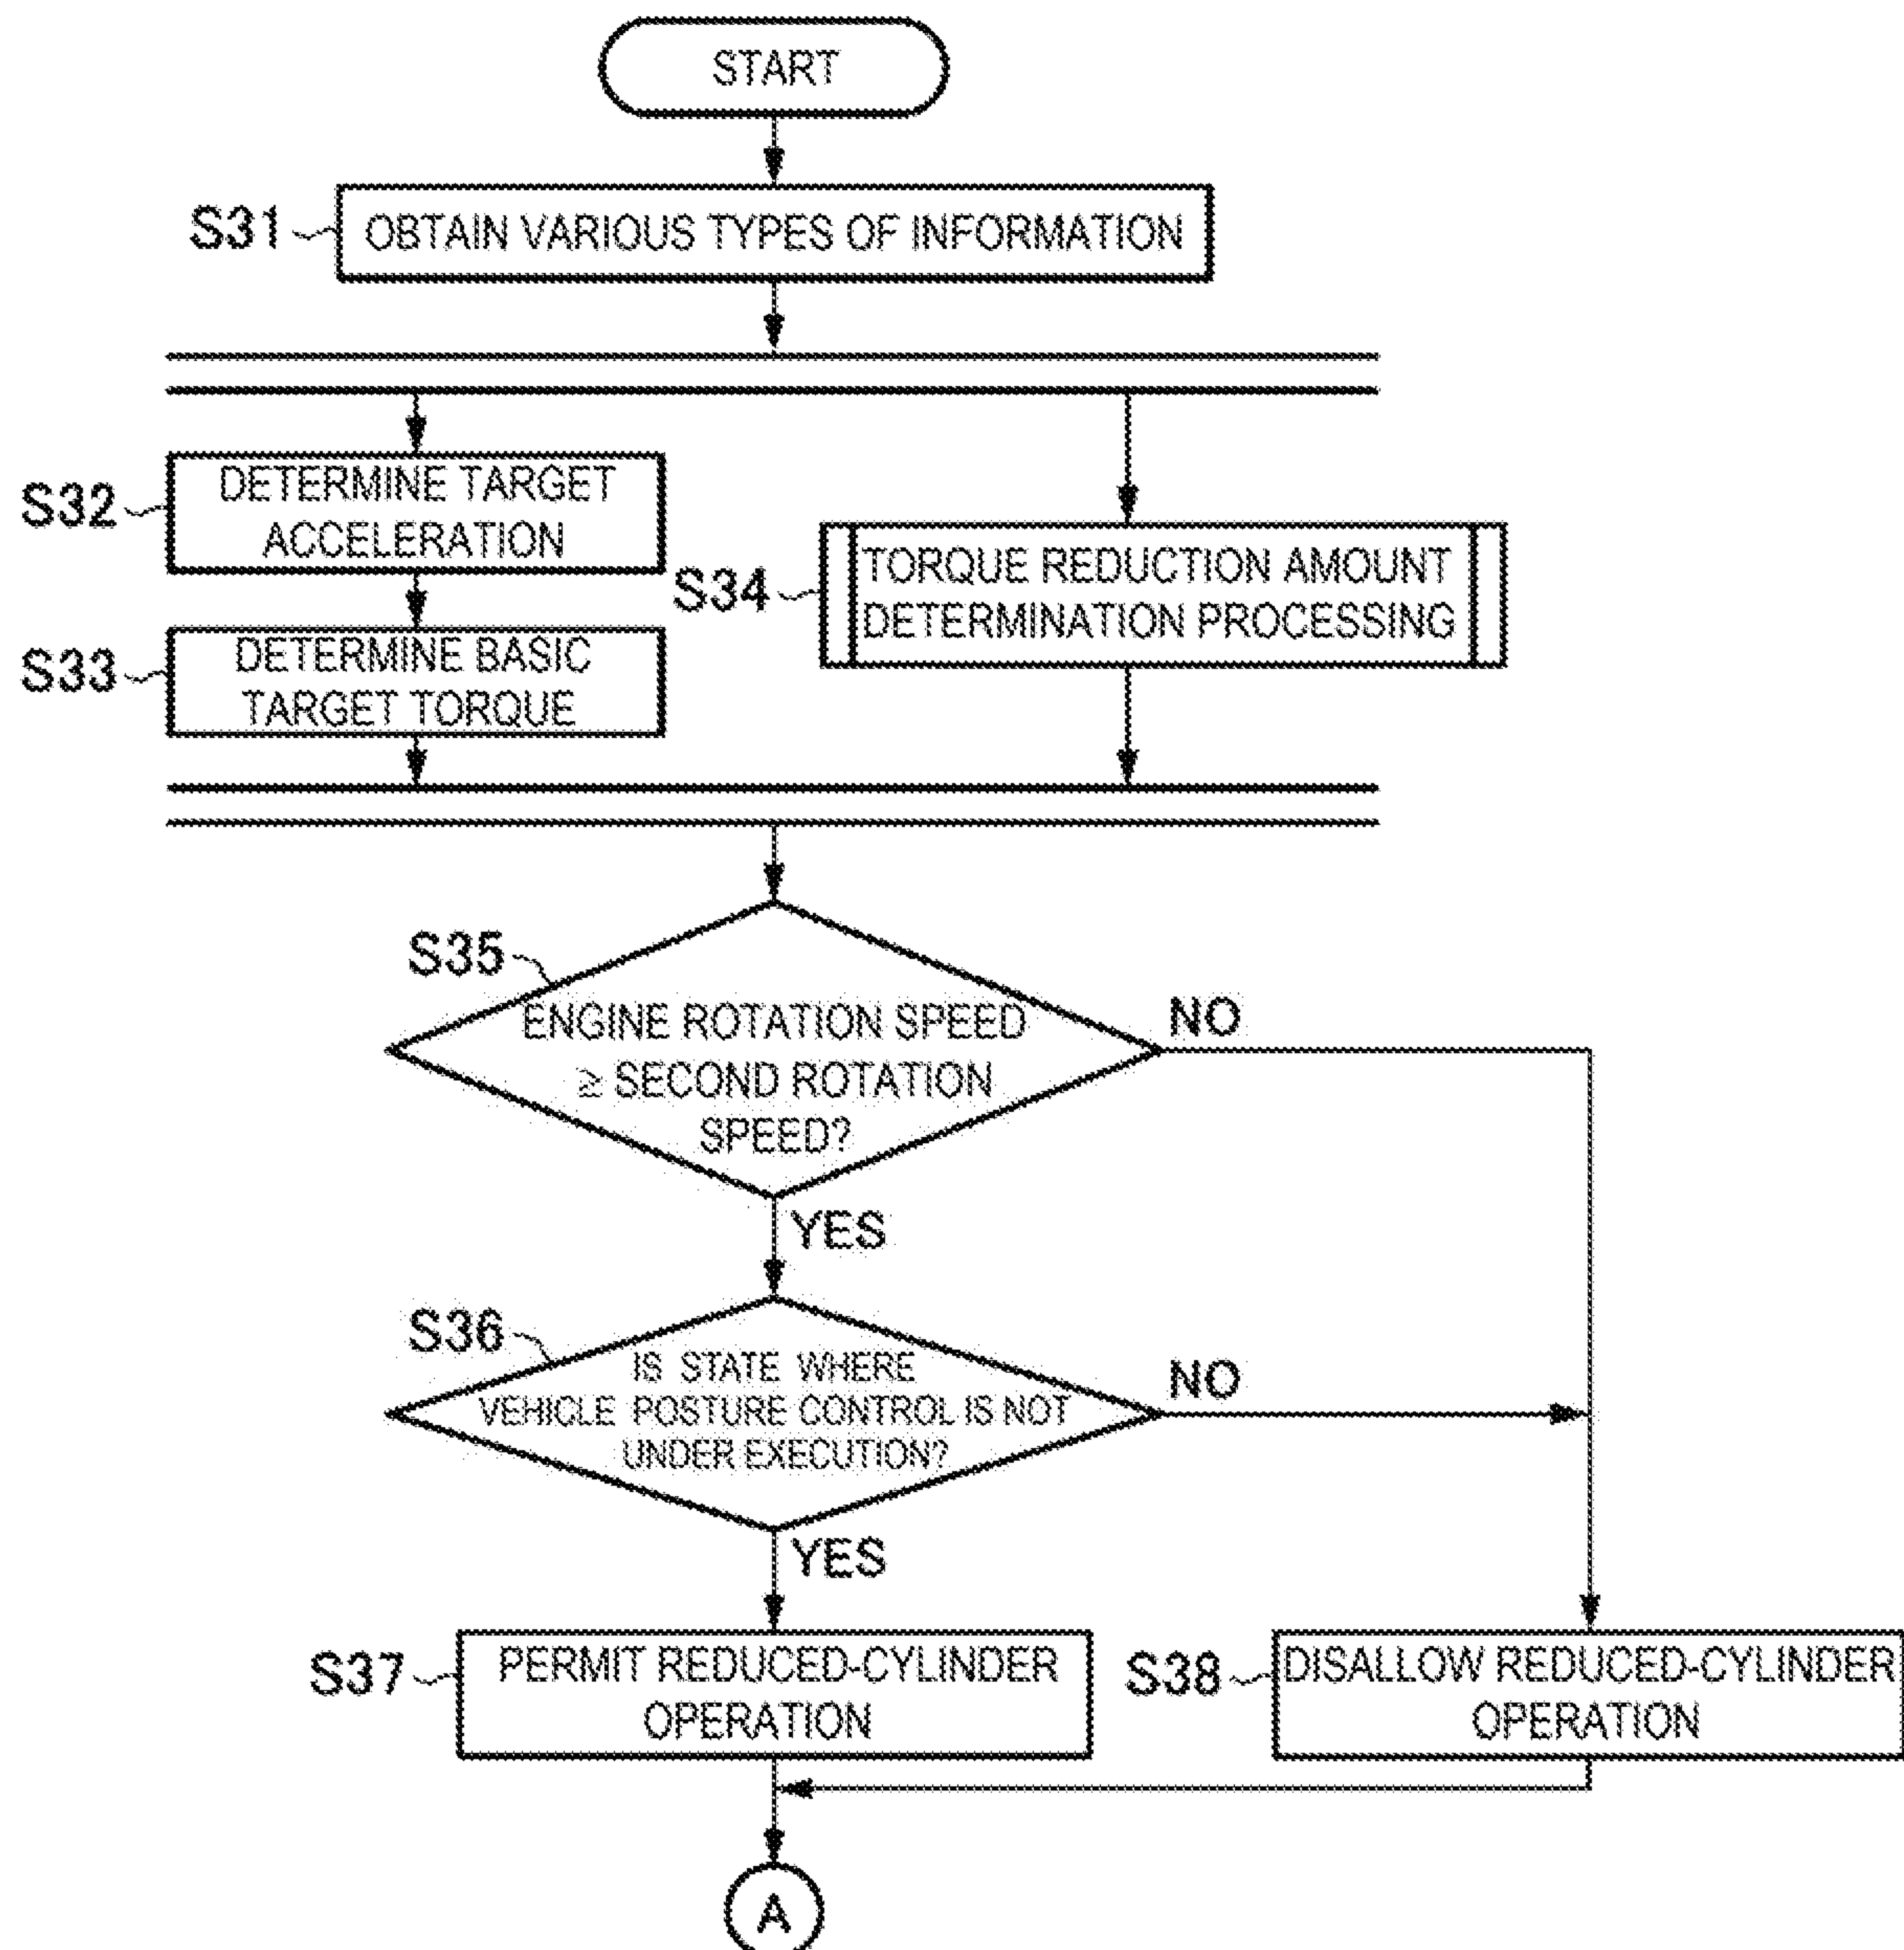 START
S31
OBTAIN VARIOUS TYPES OF INFORMATION
S32
DETERMINE TARGET
ACCELERATION
S33
DETERMINE BASIC
TARGET TORQUE
S34
TORQUE REDUCTION AMOUNT
DETERMINATION PROCESSING
S35
ENGINE ROTATION SPEED
≧ SECOND ROTATION
SPEED?
NO
YES
S36
IS STATE WHERE
VEHICLE POSTURE CONTROL IS NOT
UNDER EXECUTION?
NO
YES
S37
PERMIT REDUCED-CYLINDER
OPERATION
S38
DISALLOW REDUCED-CYLINDER
OPERATION
A